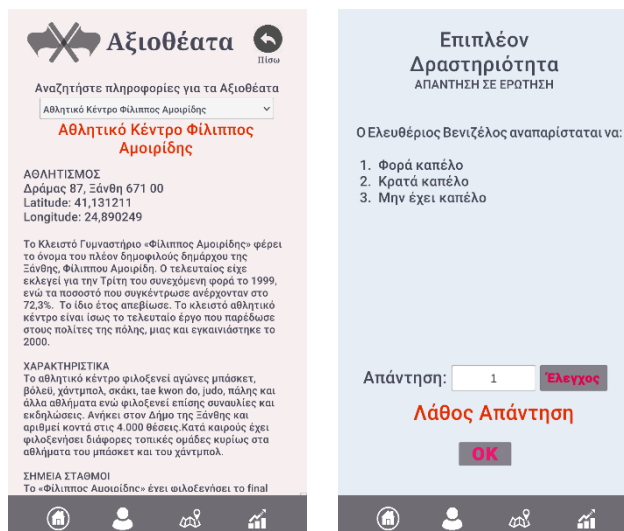 Αξιοθέατα
Πίσω
Αναζητήστε πληροφορίες για τα Αξιοθέατα
Αθλητικό Κέντρο Φίλιππος Αμοιρίδης
Αθλητικό Κέντρο Φίλιππος
Αμοιρίδης
ΑΘΛΗΤΙΣΜΟΣ
Δράμας 87, Ξάνθη 671 00
Latitude: 41,131211
Longitude: 24,890249
Το Κλειστό Γυμναστήριο «Φίλιππος Αμοιρίδης» φέρει
το όνομα του πλέον δημοφιλούς δημάρχου της
Ξάνθης, Φίλιππου Αμοιρίδη. Ο τελευταίος είχε
εκλεγεί για την Τρίτη του συνεχόμενη φορά το 1999,
ενώ τα ποσοστό που συγκέντρωσε ανέρχονταν στο
72,3%. Το ίδιο έτος απεβίωσε. Το κλειστό αθλητικό
κέντρο είναι ίσως το τελευταίο έργο που παρέδωσε
στους πολίτες της πόλης, μιας και εγκαινιάστηκε το
2000.
ΧΑΡΑΚΤΗΡΙΣΤΙΚΑ
Το αθλητικό κέντρο φιλοξενεί αγώνες μπάσκετ,
βόλεϋ, χάντμπολ, σκάκι, tae kwon do, judo, πάλης και
άλλα αθλήματα ενώ φιλοξενεί επίσης συναυλίες και
εκδηλώσεις. Ανήκει στον Δήμο της Ξάνθης και
αριθμεί κοντά στις 4.000 θέσεις.Κατά καιρούς έχει
φιλοξενήσει διάφορες τοπικές ομάδες κυρίως στα
αθλήματα του μπάσκετ και του χάντμπολ.
ΣΗΜΕΙΑ ΣΤΑΘΜΟΙ
Το «Φίλιππος Αμοιρίδης» έχει φιλοξενήσει το final
Επιπλέον
Δραστηριότητα
ΑΠΑΝΤΗΣΗ ΣΕ ΕΡΩΤΗΣΗ
Ο Ελευθέριος Βενιζέλος αναπαρίσταται να:
1. Φορά καπέλο
2. Κρατά καπέλο
3. Μην έχει καπέλο
Απάντηση: 1 Έλεγχος
Λάθος Απάντηση
OK